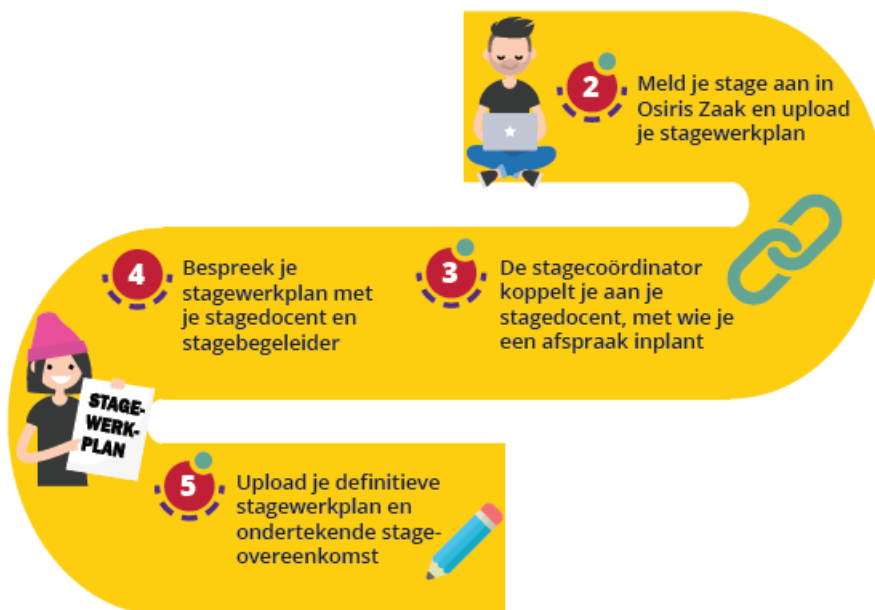 2
Meld je stage aan in
Osiris Zaak en upload
je stagewerkplan
3
De stagecoördinator
koppelt je aan je
stagedocent, met wie je
een afspraak inplant
4
Bespreek je
stagewerkplan met
je stagedocent en
stagebegeleider
STAGE-
WERK-
PLAN
5
Upload je definitieve
stagewerkplan en
ondertekende stage-
overeenkomst